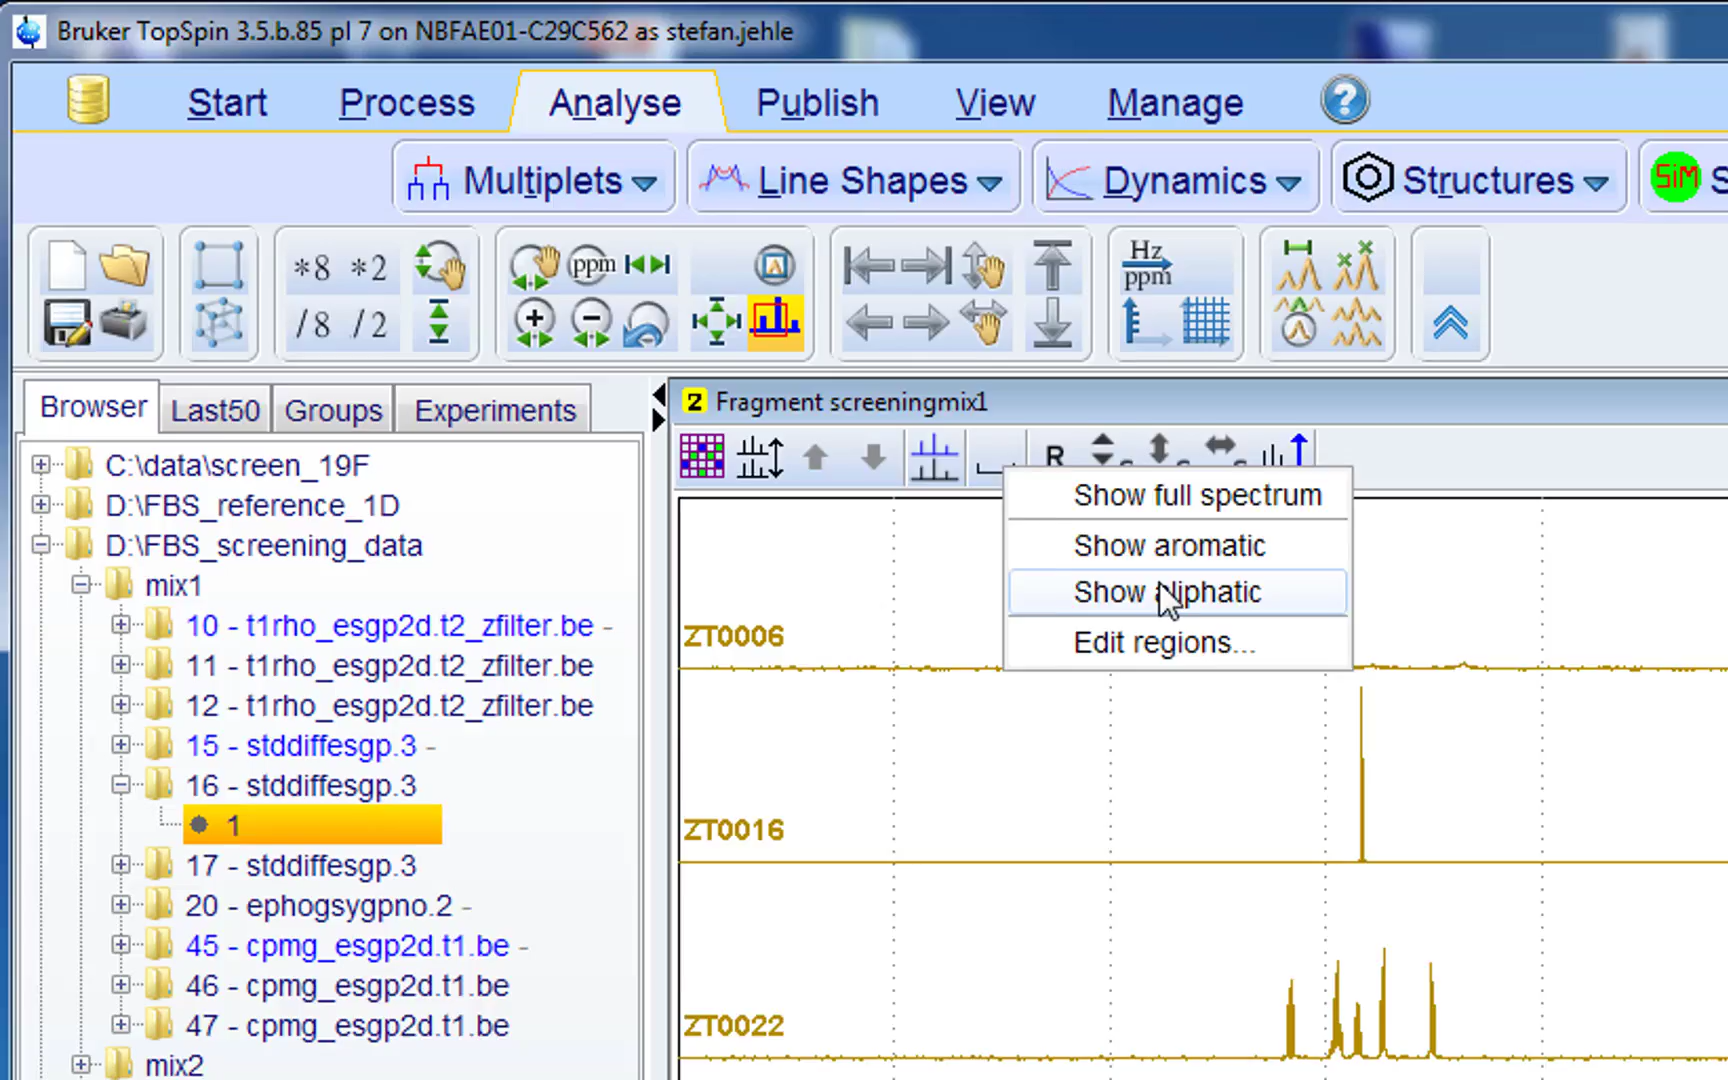 Bruker TopSpin 3.5.b.85 pl 7 on NBFAE01-C29C562 as stefan.jehle
Start Process Analyse Publish View Manage ?
Multiplets Line Shapes Dynamics Structures SiM S
*8 *2 ppm Hz ppm
/8 /2
Browser Last50 Groups Experiments
2 Fragment screeningmix1
R
C:\data\screen_19F
D:\FBS_reference_1D
D:\FBS_screening_data
mix1
10 - t1rho_esgp2d.t2_zfilter.be -
11 - t1rho_esgp2d.t2_zfilter.be
12 - t1rho_esgp2d.t2_zfilter.be
15 - stddiffesgp.3 -
16 - stddiffesgp.3
1
17 - stddiffesgp.3
20 - ephogsygpno.2 -
45 - cpmg_esgp2d.t1.be -
46 - cpmg_esgp2d.t1.be
47 - cpmg_esgp2d.t1.be
mix2
Show full spectrum
Show aromatic
Show aliphatic
Edit regions...
ZT0006
ZT0016
ZT0022